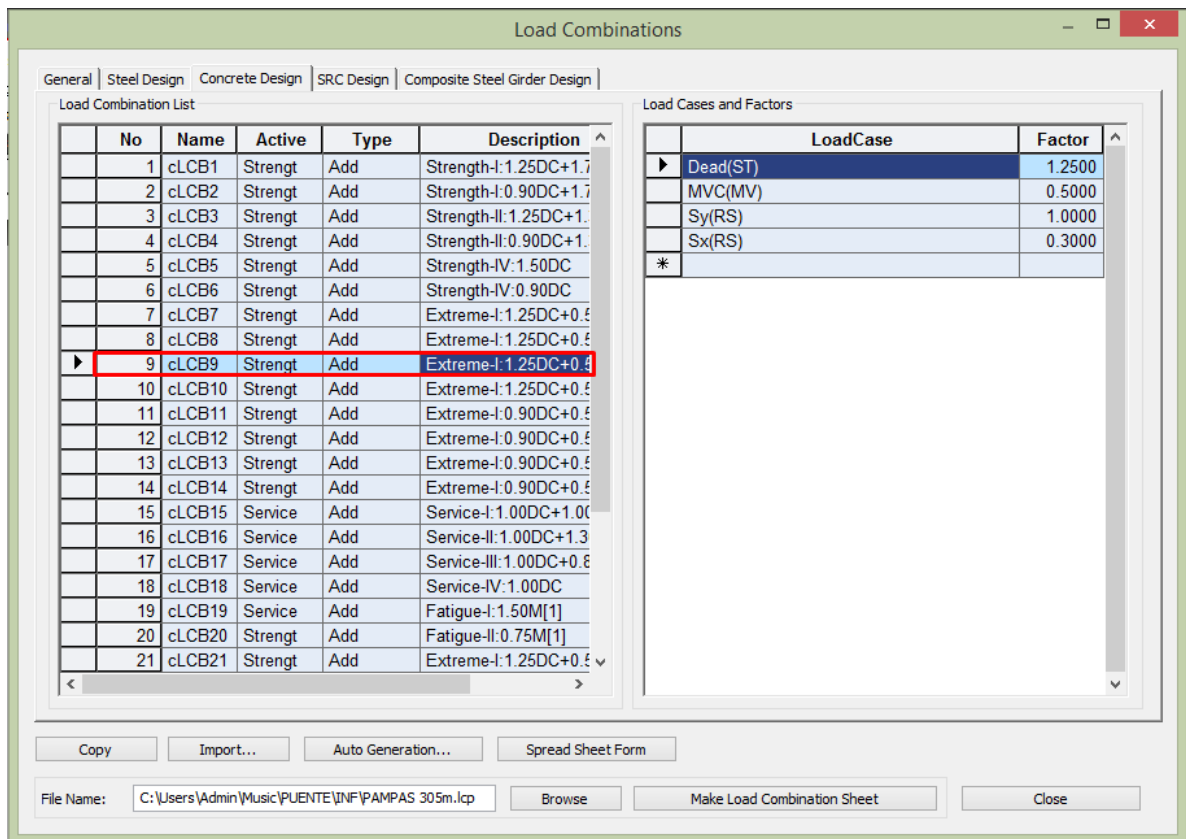 Load Combinations
General Steel Design Concrete Design SRC Design Composite Steel Girder Design
Load Combination List
No Name Active Type Description
1 cLCB1 Strengt Add Strength-I:1.25DC+1.7
2 cLCB2 Strengt Add Strength-I:0.90DC+1.7
3 cLCB3 Strengt Add Strength-II:1.25DC+1.
4 cLCB4 Strengt Add Strength-II:0.90DC+1.
5 cLCB5 Strengt Add Strength-IV:1.50DC
6 cLCB6 Strengt Add Strength-IV:0.90DC
7 cLCB7 Strengt Add Extreme-I:1.25DC+0.5
8 cLCB8 Strengt Add Extreme-I:1.25DC+0.5
9 cLCB9 Strengt Add Extreme-I:1.25DC+0.5
10 cLCB10 Strengt Add Extreme-I:1.25DC+0.5
11 cLCB11 Strengt Add Extreme-I:0.90DC+0.5
12 cLCB12 Strengt Add Extreme-I:0.90DC+0.5
13 cLCB13 Strengt Add Extreme-I:0.90DC+0.5
14 cLCB14 Strengt Add Extreme-I:0.90DC+0.5
15 cLCB15 Service Add Service-I:1.00DC+1.00
16 cLCB16 Service Add Service-II:1.00DC+1.3
17 cLCB17 Service Add Service-III:1.00DC+0.8
18 cLCB18 Service Add Service-IV:1.00DC
19 cLCB19 Service Add Fatigue-I:1.50M[1]
20 cLCB20 Strengt Add Fatigue-II:0.75M[1]
21 cLCB21 Strengt Add Extreme-I:1.25DC+0.5
Load Cases and Factors
LoadCase Factor
Dead(ST) 1.2500
MVC(MV) 0.5000
Sy(RS) 1.0000
Sx(RS) 0.3000
Copy Import... Auto Generation... Spread Sheet Form
File Name: C:\Users\Admin\Music\PUENTE\INF\PAMPAS 305m.lcp Browse Make Load Combination Sheet Close